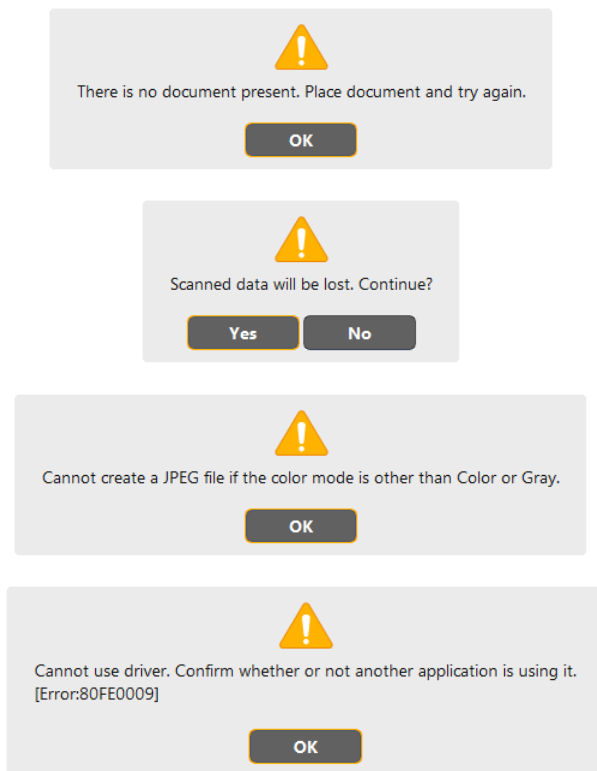 There is no document present. Place document and try again.
OK
Scanned data will be lost. Continue?
Yes No
Cannot create a JPEG file if the color mode is other than Color or Gray.
OK
Cannot use driver. Confirm whether or not another application is using it.
[Error:80FE0009]
OK